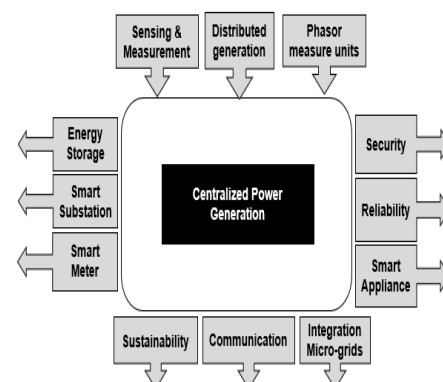 Sensing &
Measurement
Distributed
generation
Phasor
measure units
Energy
Storage
Smart
Substation
Smart
Meter
Centralized Power
Generation
Security
Reliability
Smart
Appliance
Sustainability
Communication
Integration
Micro-grids